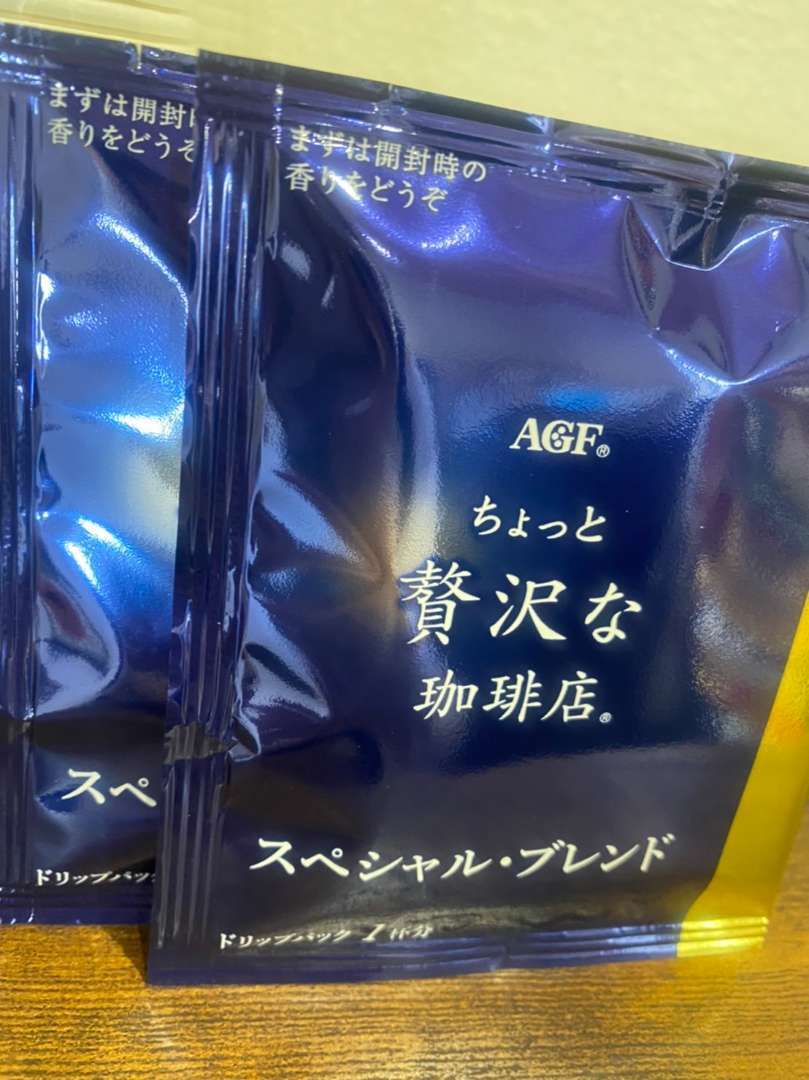 まずは開封時
香りをどうぞ
スペ
ドリップパッ
まずは開封時の
香りをどうぞ
AGF®
ちょっと
贅沢な
珈琲店®
スペシャル・ブレンド
ドリップパック 1杯分